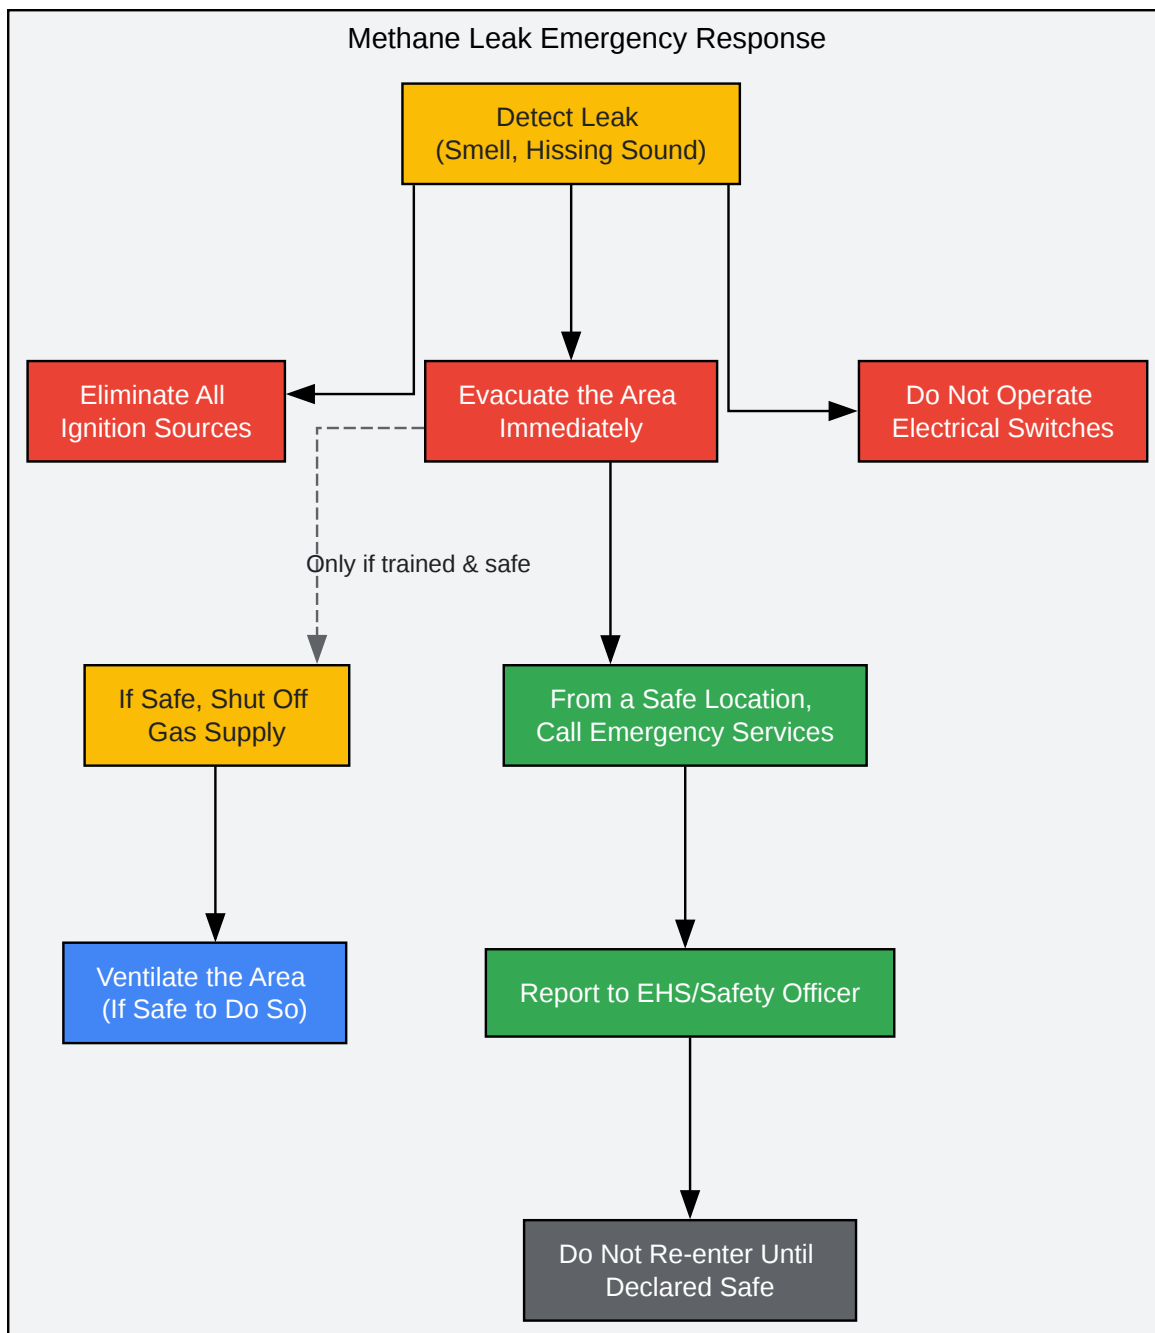 Methane Leak Emergency Response
Detect Leak
(Smell, Hissing Sound)
Eliminate All
Ignition Sources
Evacuate the Area
Immediately
Do Not Operate
Electrical Switches
Only if trained & safe
If Safe, Shut Off
Gas Supply
From a Safe Location,
Call Emergency Services
Ventilate the Area
(If Safe to Do So)
Report to EHS/Safety Officer
Do Not Re-enter Until
Declared Safe